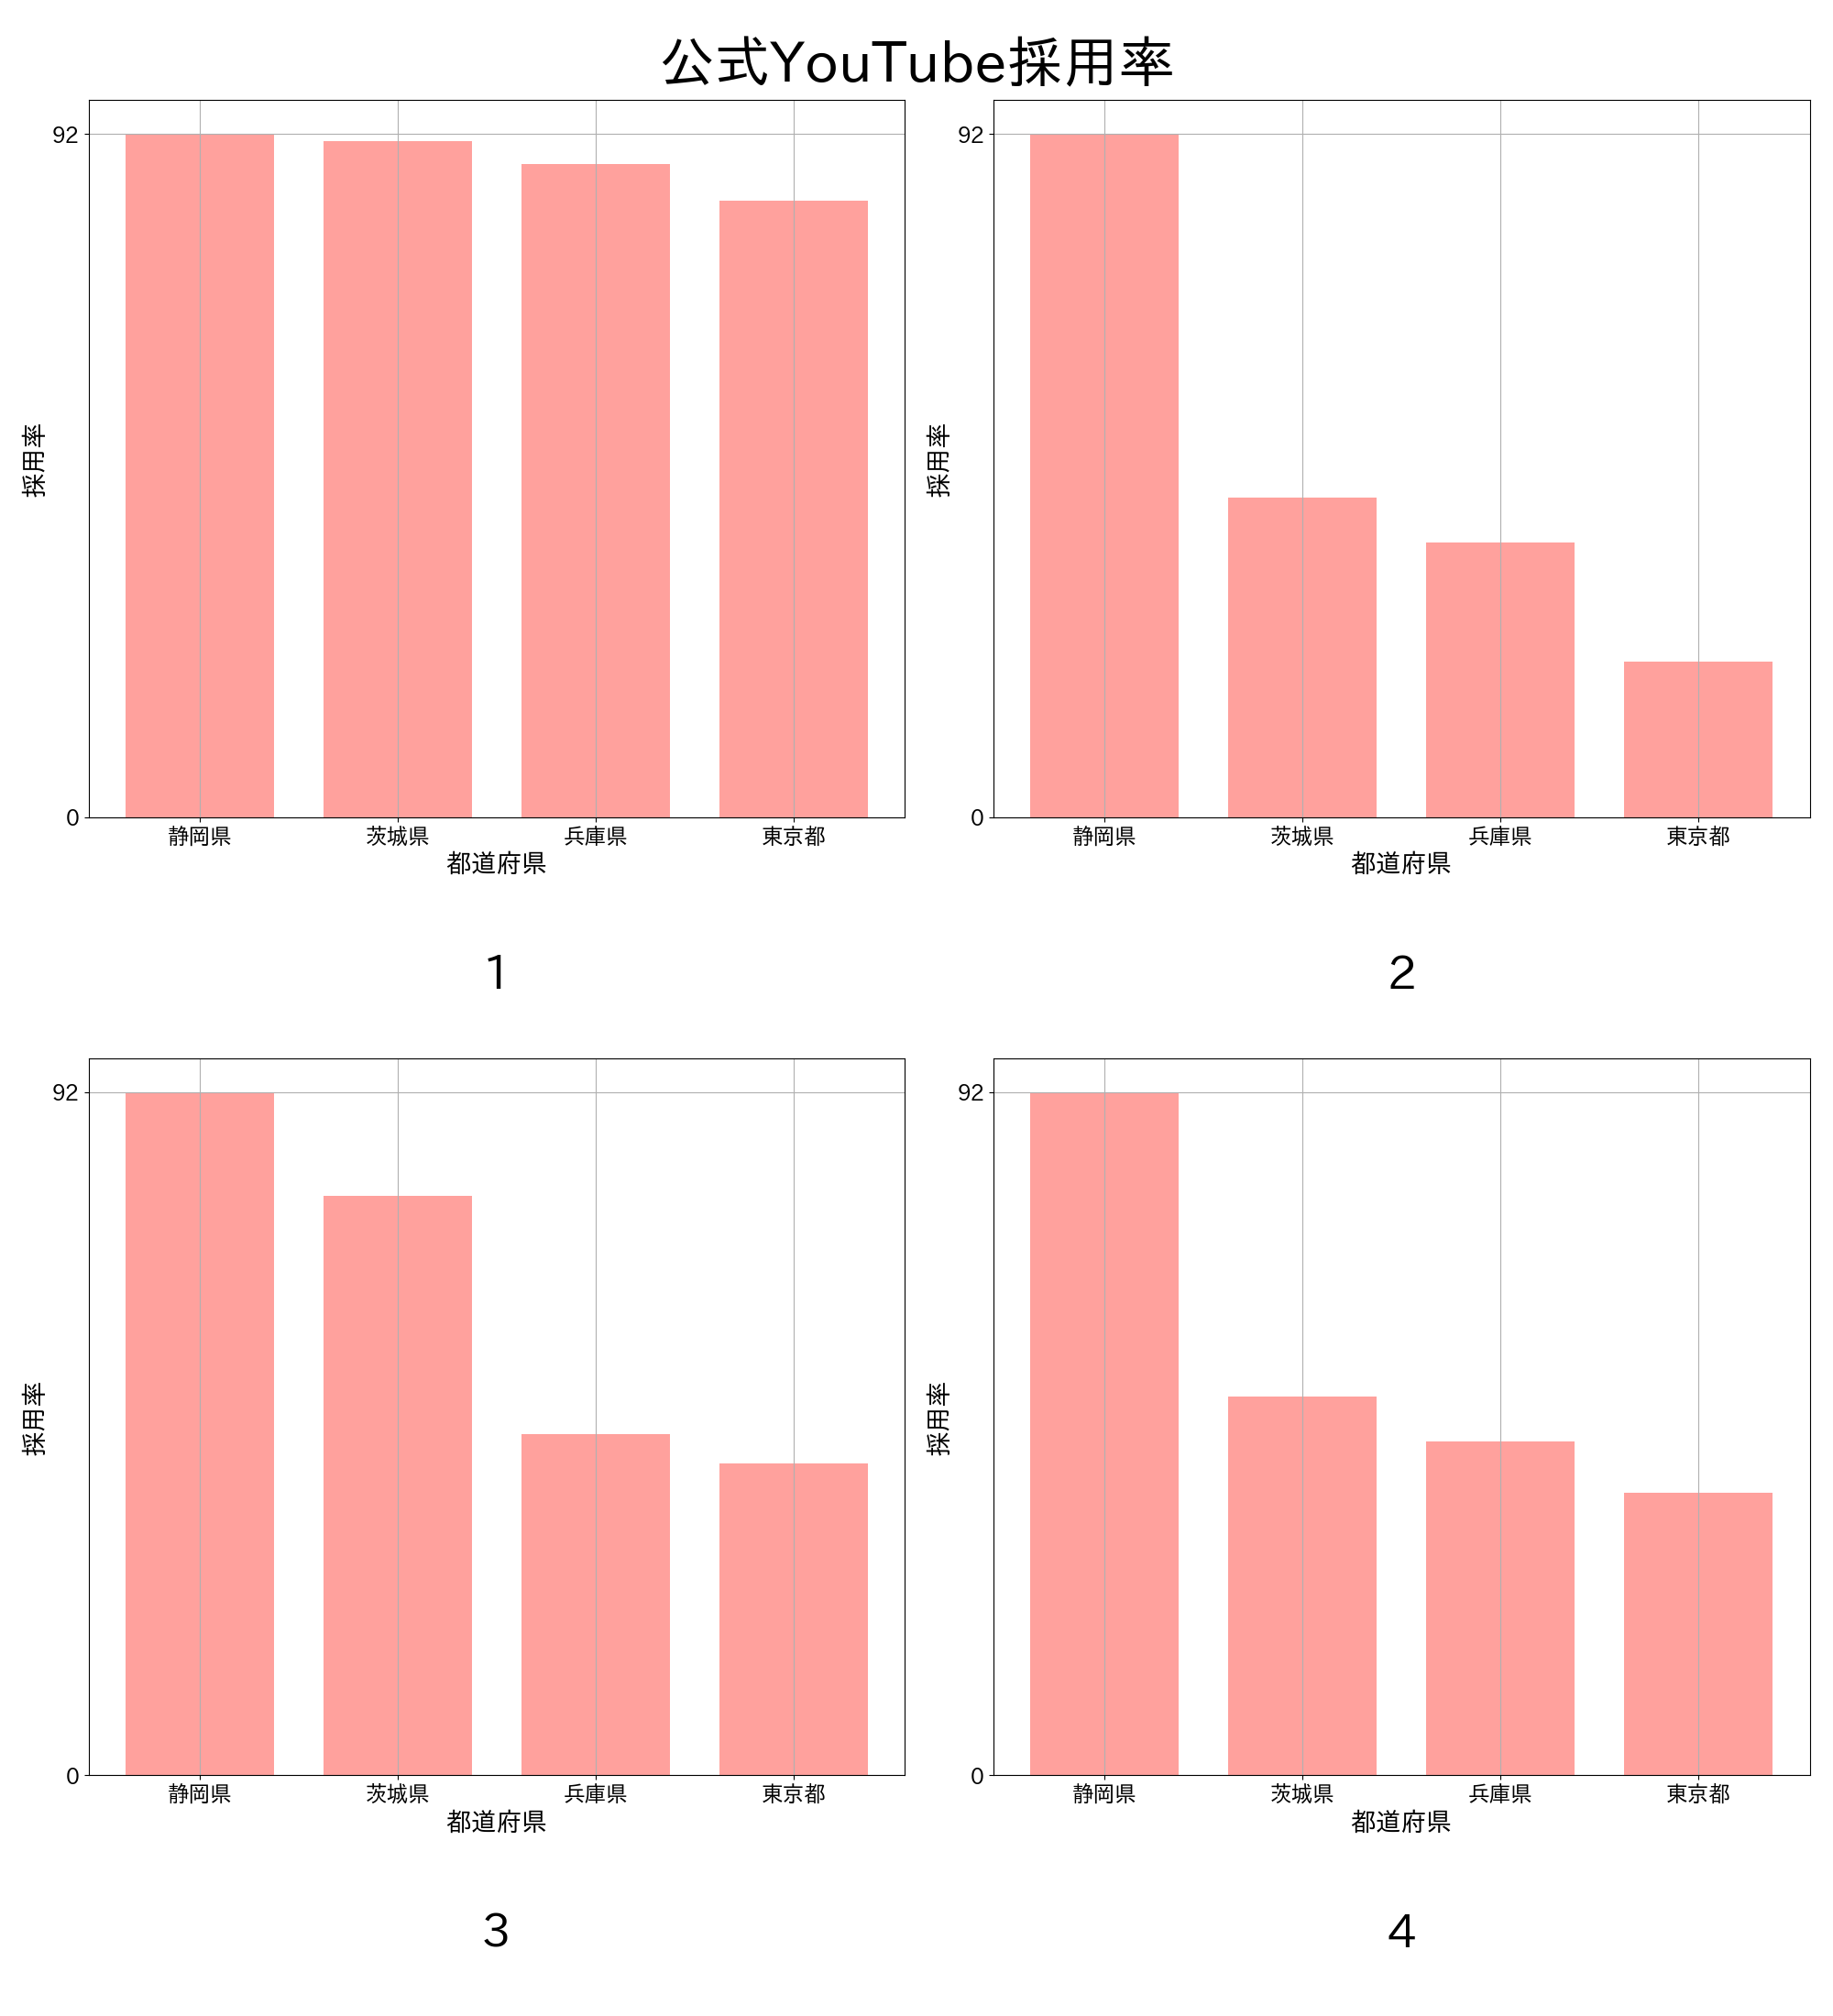 公式YouTube採用率
92
0
採用率
静岡県 茨城県 兵庫県 東京都
都道府県
1
92
0
採用率
静岡県 茨城県 兵庫県 東京都
都道府県
2
92
0
採用率
静岡県 茨城県 兵庫県 東京都
都道府県
3
92
0
採用率
静岡県 茨城県 兵庫県 東京都
都道府県
4